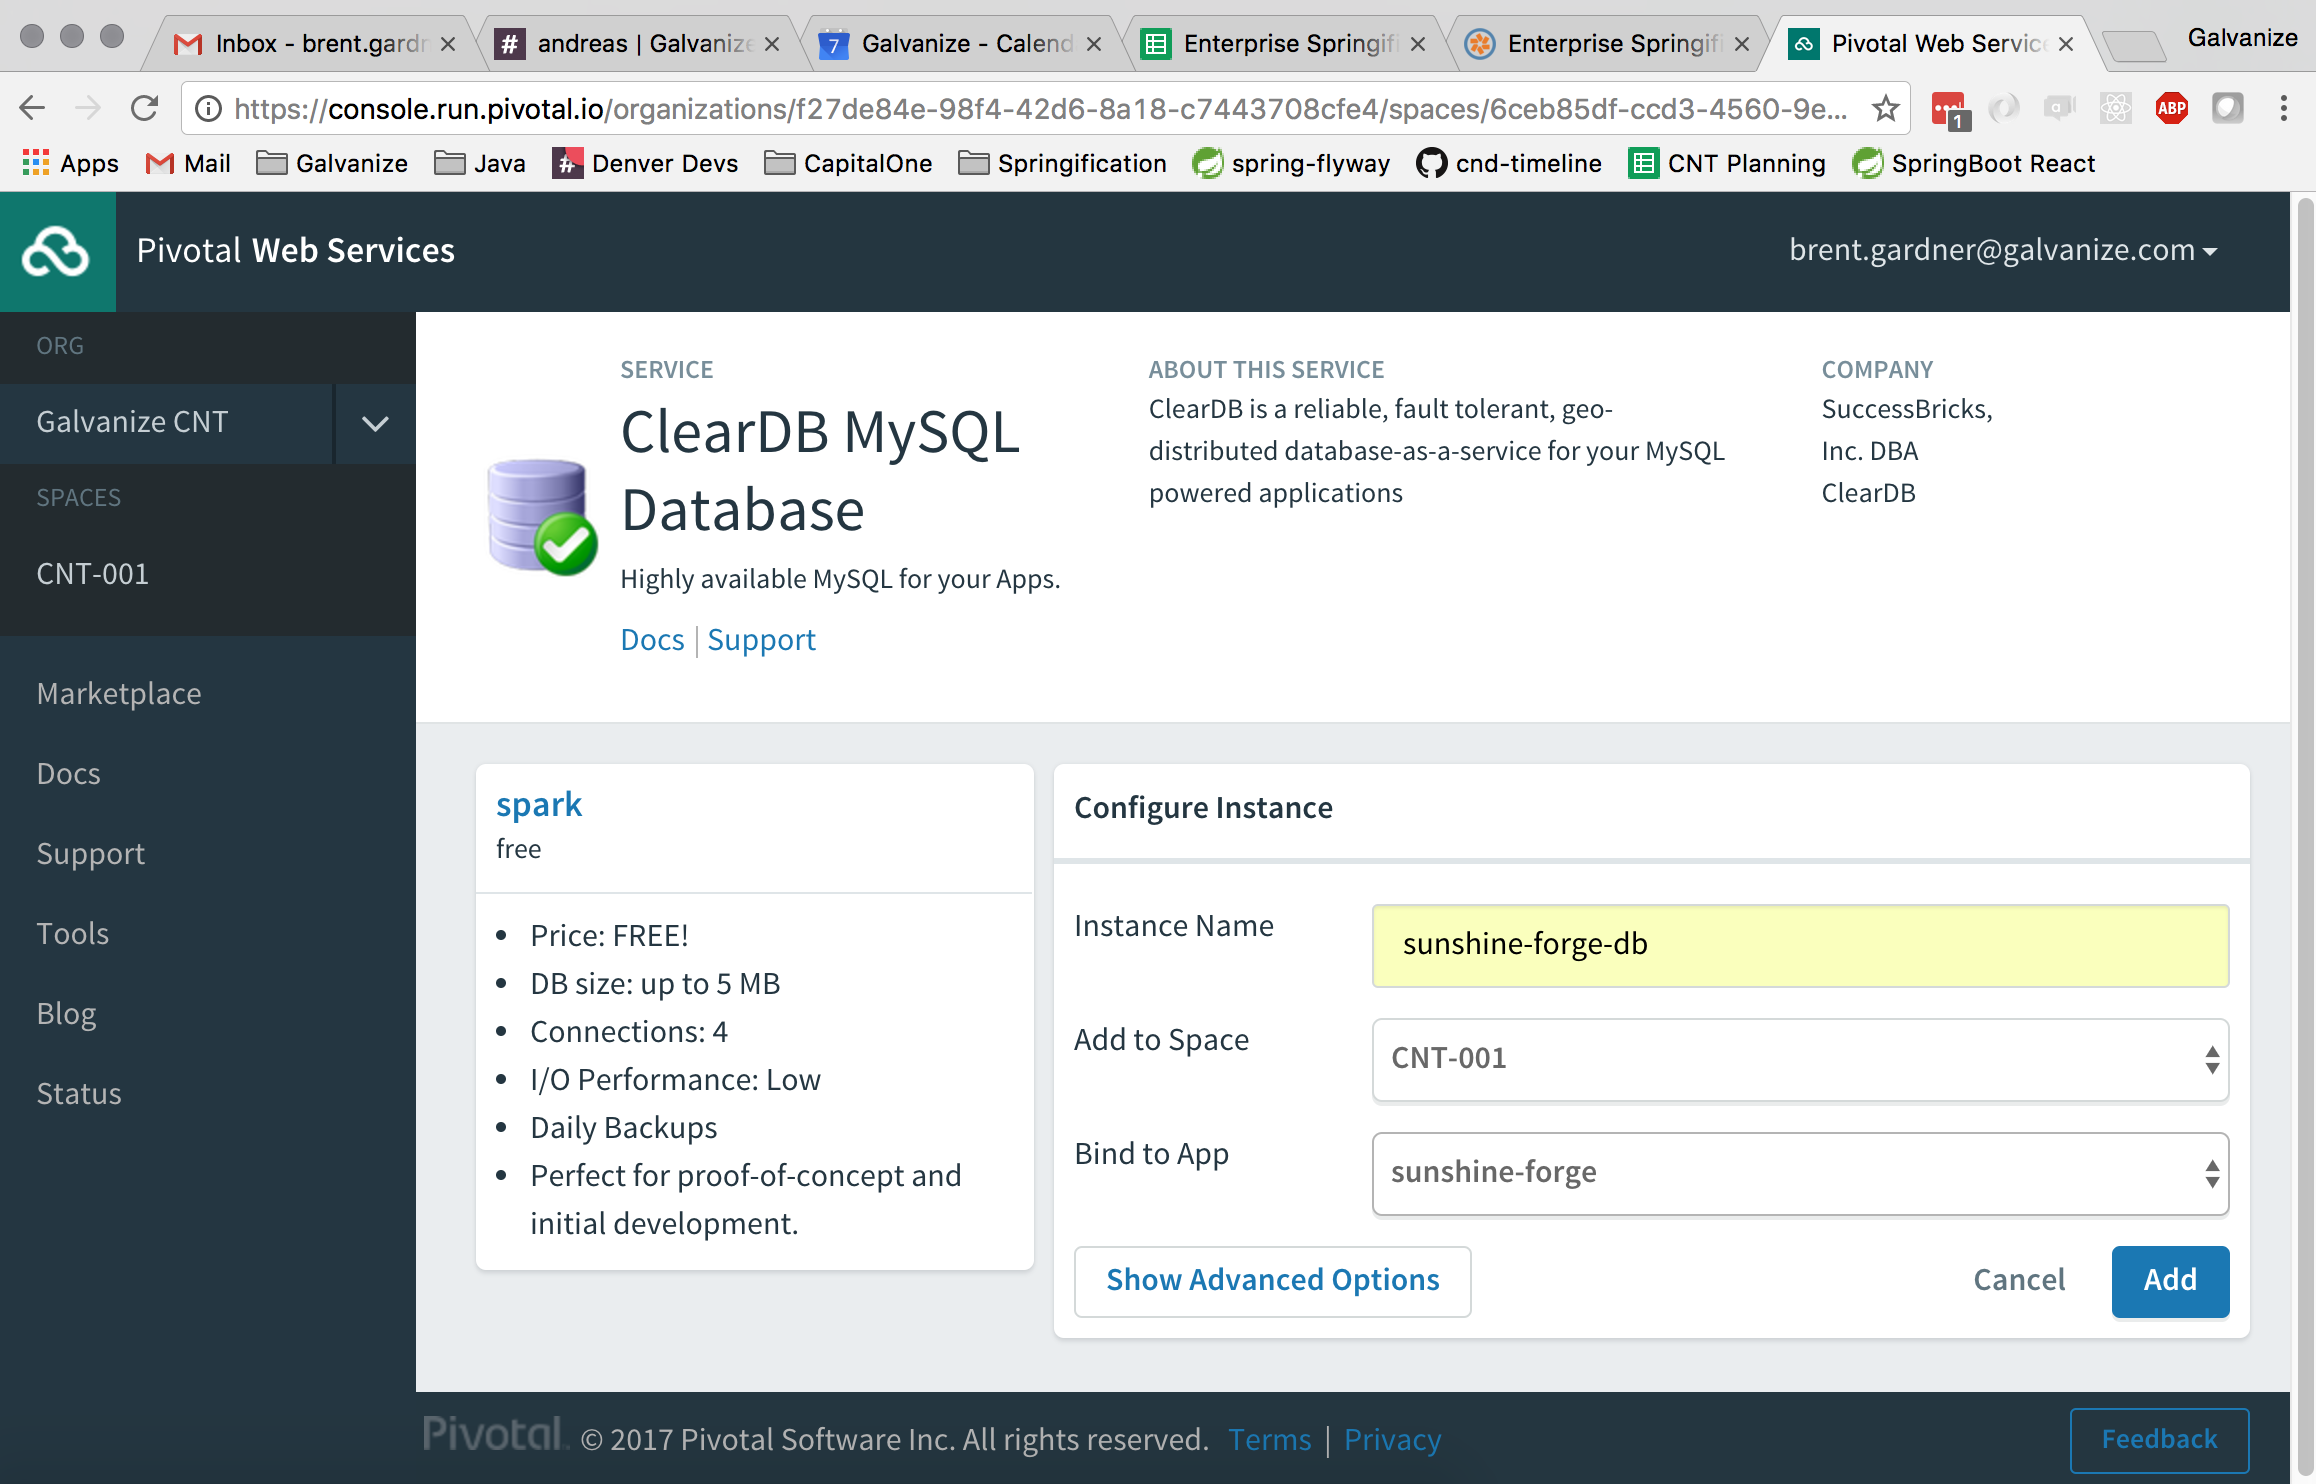 Inbox - brent.gardn
# andreas | Galvanize
7 Galvanize - Calend
Enterprise Springifi
Enterprise Springifi
Pivotal Web Service
Galvanize
https://console.run.pivotal.io/organizations/f27de84e-98f4-42d6-8a18-c7443708cfe4/spaces/6ceb85df-ccd3-4560-9e...
1
a
ABP
Apps
Mail
Galvanize
Java
# Denver Devs
CapitalOne
Springification
spring-flyway
cnd-timeline
CNT Planning
SpringBoot React
Pivotal Web Services
brent.gardner@galvanize.com
ORG
Galvanize CNT
SPACES
CNT-001
Marketplace
Docs
Support
Tools
Blog
Status
SERVICE
ClearDB MySQL
Database
Highly available MySQL for your Apps.
Docs | Support
ABOUT THIS SERVICE
ClearDB is a reliable, fault tolerant, geo-
distributed database-as-a-service for your MySQL
powered applications
COMPANY
SuccessBricks,
Inc. DBA
ClearDB
spark
free
• Price: FREE!
• DB size: up to 5 MB
• Connections: 4
• I/O Performance: Low
• Daily Backups
• Perfect for proof-of-concept and
initial development.
Configure Instance
Instance Name
sunshine-forge-db
Add to Space
CNT-001
Bind to App
sunshine-forge
Show Advanced Options
Cancel
Add
Pivotal. © 2017 Pivotal Software Inc. All rights reserved. Terms | Privacy
Feedback